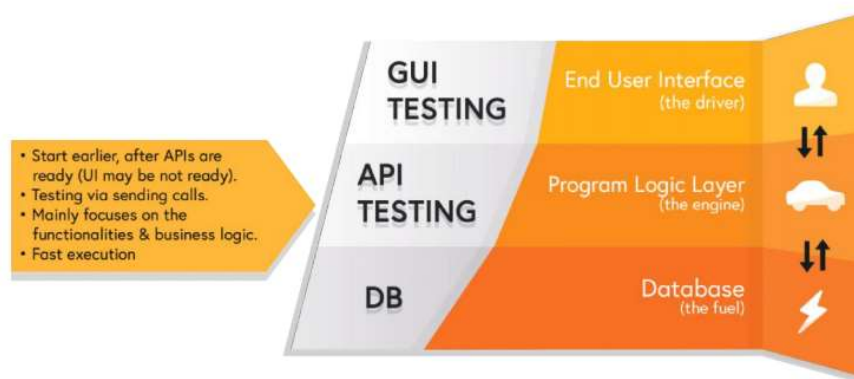 • Start earlier, after APIs are
ready (UI may be not ready).
• Testing via sending calls.
• Mainly focuses on the
functionalities & business logic.
• Fast execution
GUI
TESTING
End User Interface
(the driver)
API
TESTING
Program Logic Layer
(the engine)
DB
Database
(the fuel)